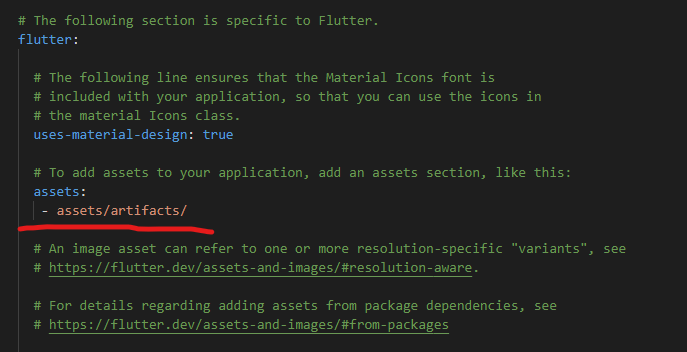 # The following section is specific to Flutter.
flutter:
# The following line ensures that the Material Icons font is
# included with your application, so that you can use the icons in
# the material Icons class.
uses-material-design: true
# To add assets to your application, add an assets section, like this:
assets:
- assets/artifacts/
# An image asset can refer to one or more resolution-specific "variants", see
# https://flutter.dev/assets-and-images/#resolution-aware.
# For details regarding adding assets from package dependencies, see
# https://flutter.dev/assets-and-images/#from-packages